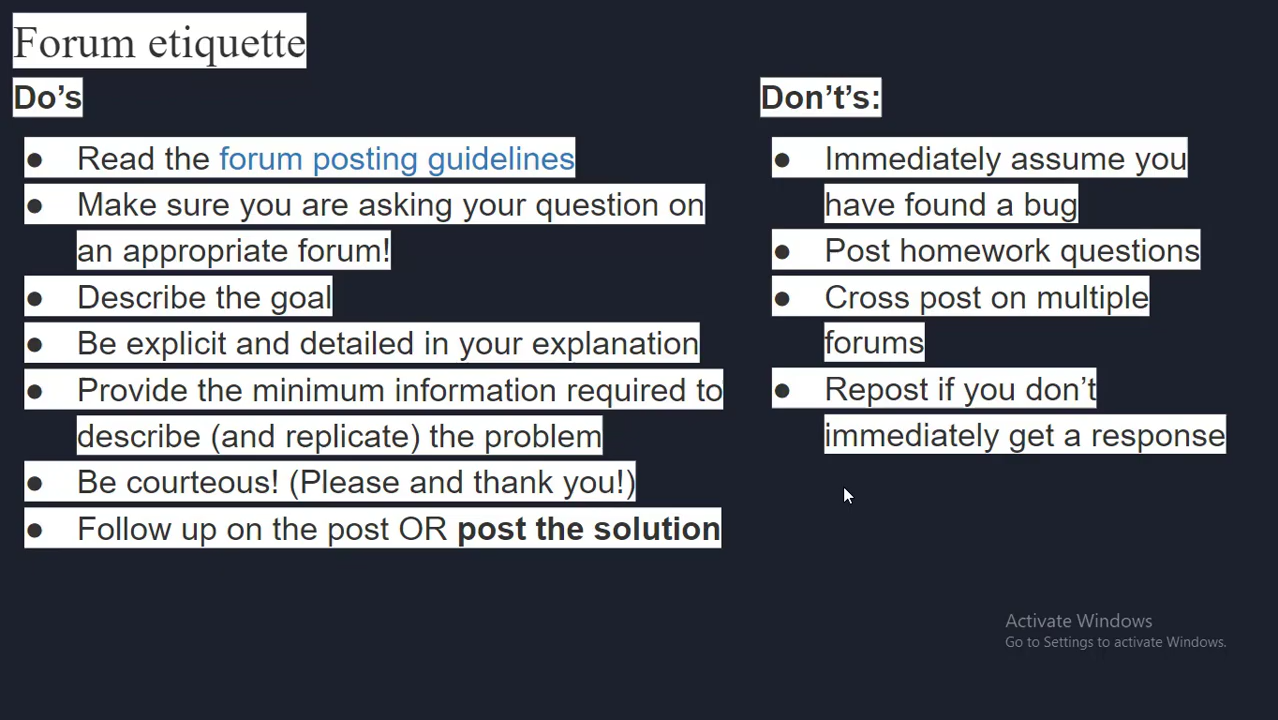 Forum etiquette
Do’s
● Read the forum posting guidelines
● Make sure you are asking your question on
an appropriate forum!
● Describe the goal
● Be explicit and detailed in your explanation
● Provide the minimum information required to
describe (and replicate) the problem
● Be courteous! (Please and thank you!)
● Follow up on the post OR post the solution
Don’t’s:
● Immediately assume you
have found a bug
● Post homework questions
● Cross post on multiple
forums
● Repost if you don’t
immediately get a response
Activate Windows
Go to Settings to activate Windows.